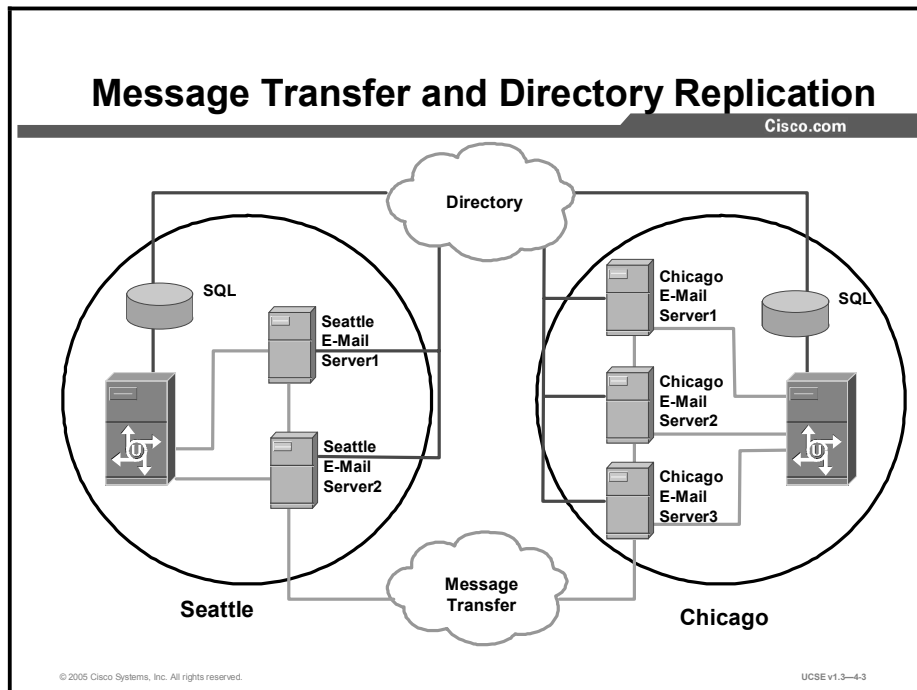 Message Transfer and Directory Replication
Cisco.com
Directory
SQL
Seattle
E-Mail
Server1
Seattle
E-Mail
Server2
U
Seattle
Chicago
E-Mail
Server1
Chicago
E-Mail
Server2
Chicago
E-Mail
Server3
SQL
U
Message
Transfer
Chicago
© 2005 Cisco Systems, Inc. All rights reserved.
UCSE v1.3—4-3